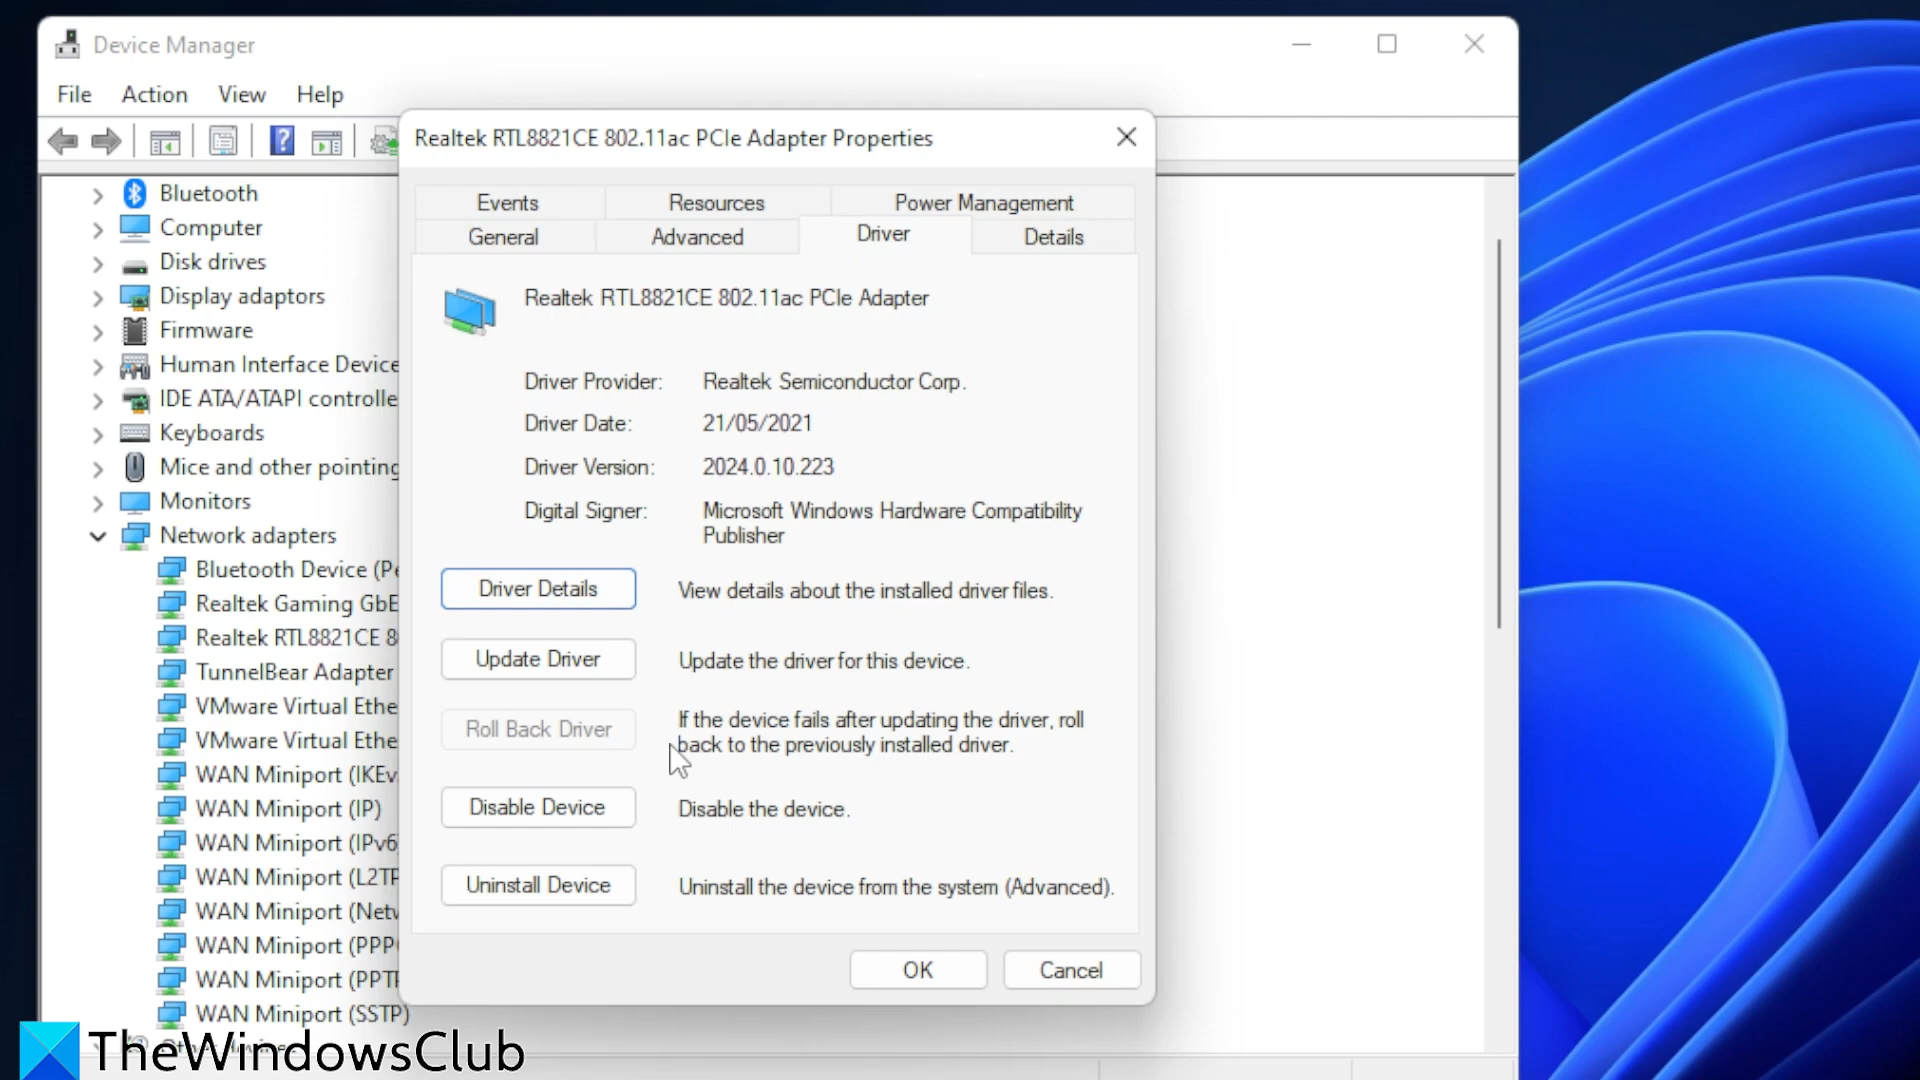 Device Manager
File Action View Help
Realtek RTL8821CE 802.11ac PCIe Adapter Properties
Events Resources Power Management
General Advanced Driver Details
Realtek RTL8821CE 802.11ac PCIe Adapter
Driver Provider: Realtek Semiconductor Corp.
Driver Date: 21/05/2021
Driver Version: 2024.0.10.223
Digital Signer: Microsoft Windows Hardware Compatibility
Publisher
Driver Details View details about the installed driver files.
Update Driver Update the driver for this device.
Roll Back Driver If the device fails after updating the driver, roll
back to the previously installed driver.
Disable Device Disable the device.
Uninstall Device Uninstall the device from the system (Advanced).
OK Cancel
Bluetooth
Computer
Disk drives
Display adaptors
Firmware
Human Interface Device
IDE ATA/ATAPI controlle
Keyboards
Mice and other pointing
Monitors
Network adapters
Bluetooth Device (Pe
Realtek Gaming GbE
Realtek RTL8821CE 8
TunnelBear Adapter
VMware Virtual Ethe
VMware Virtual Ethe
WAN Miniport (IKEv
WAN Miniport (IP)
WAN Miniport (IPv6)
WAN Miniport (L2TP
WAN Miniport (Netw
WAN Miniport (PPPO
WAN Miniport (PPTP
WAN Miniport (SSTP)
TheWindowsClub